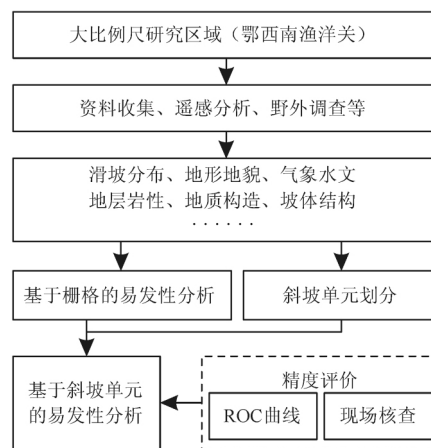 大比例尺研究区域（鄂西南渔洋关）
资料收集、遥感分析、野外调查等
滑坡分布、地形地貌、气象水文
地层岩性、地质构造、坡体结构
······
基于栅格的易发性分析
斜坡单元划分
基于斜坡单元
的易发性分析
精度评价
ROC曲线
现场核查